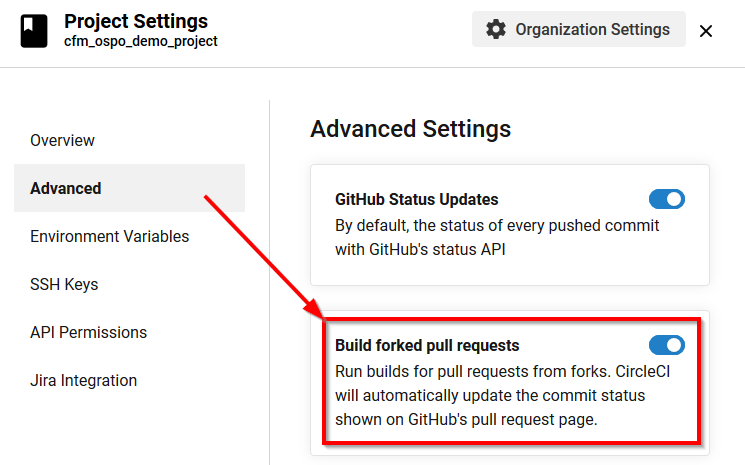 Project Settings
cfm_ospo_demo_project
Organization Settings
Overview
Advanced
Environment Variables
SSH Keys
API Permissions
Jira Integration
Advanced Settings
GitHub Status Updates
By default, the status of every pushed commit
with GitHub's status API
Build forked pull requests
Run builds for pull requests from forks. CircleCI
will automatically update the commit status
shown on GitHub's pull request page.